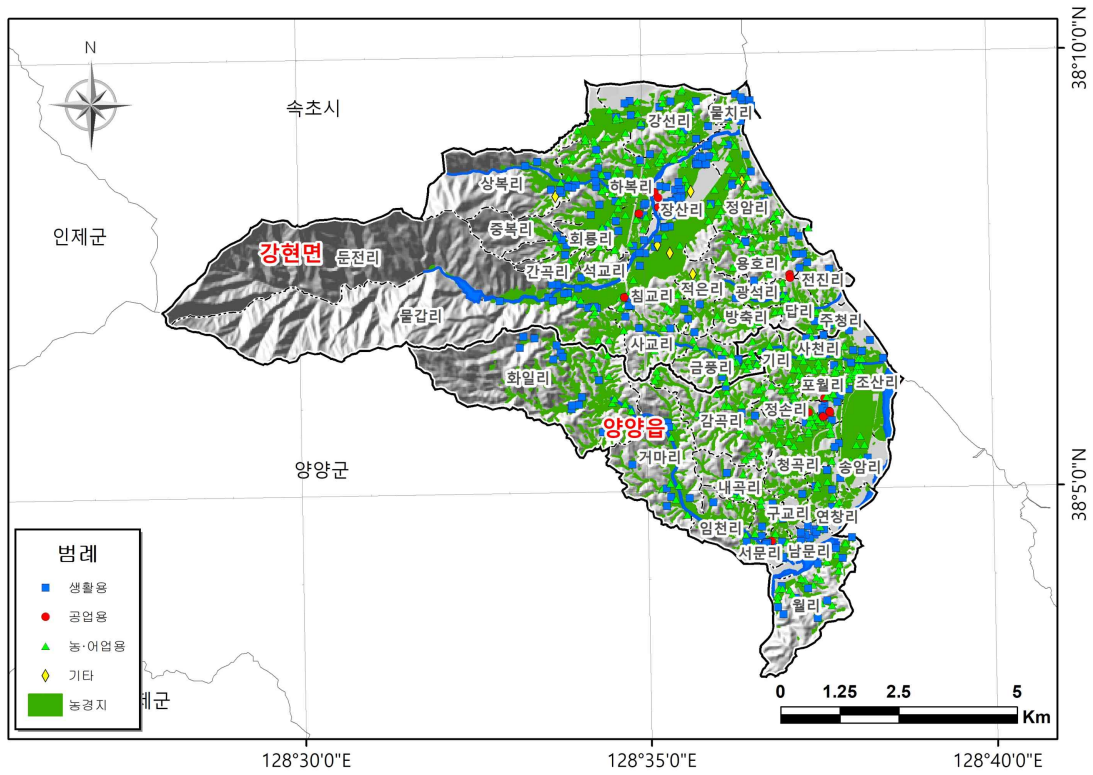 38°10'0"N
N
속초시
물치리
강선리
상복리
하복리
장산리
정암리
인제군
중복리
회룡리
강현면
둔전리
간곡리
석교리
용호리
전진리
적은리
광석리
침교리
물갑리
방축리
답리
주청리
사교리
사천리
기리
금풍리
화일리
포월리
조산리
정손리
감곡리
양양읍
거마리
양양군
청곡리
송암리
내곡리
38°5'0"N
구교리
연창리
임천리
서문리
남문리
월리
범례
생활용
공업용
농·어업용
기타
농경지
제군
0 1.25 2.5 5
Km
128°30'0"E
128°35'0"E
128°40'0"E